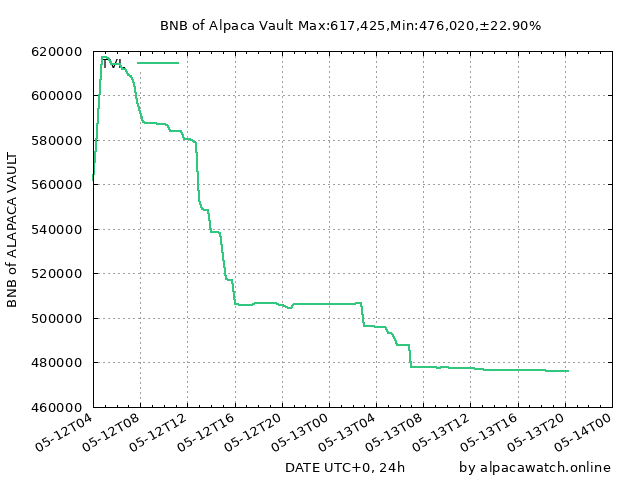 BNB of Alpaca Vault Max:617,425,Min:476,020,±22.90%
620000
600000
580000
560000
540000
520000
500000
480000
460000
BNB of ALAPACA VAULT
05-12T04
05-12T08
05-12T12
05-12T16
05-12T20
05-13T00
05-13T04
05-13T08
05-13T12
05-13T16
05-13T20
05-14T00
DATE UTC+0, 24h
by alpacawatch.online